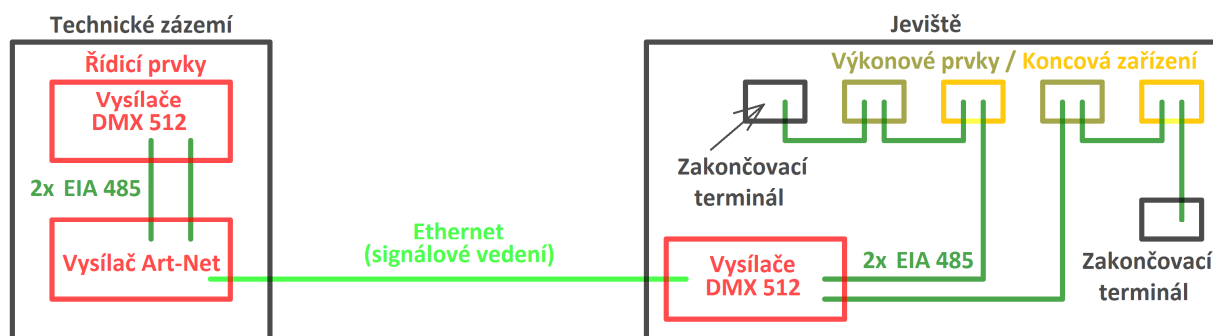 Technické zázemí
Řídicí prvky
Vysílače
DMX 512
2x EIA 485
Vysílač Art-Net
Ethernet
(signálové vedení)
Jeviště
Výkonové prvky / Koncová zařízení
Zakončovací
terminál
Vysílače
DMX 512
2x EIA 485
Zakončovací
terminál